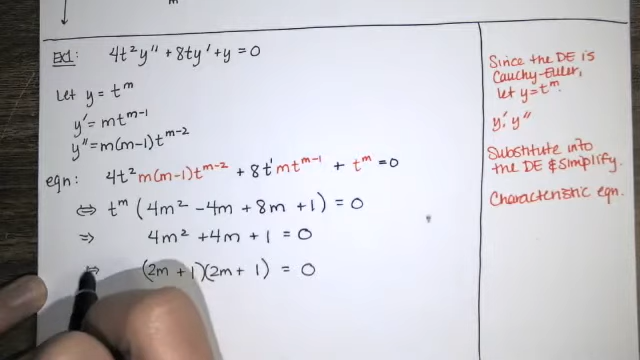 m
Ex1: 4t²y'' + 8ty' + y = 0
Let y = t^m
y' = mt^(m-1)
y'' = m(m-1)t^(m-2)
eqn: 4t² m(m-1)t^(m-2) + 8t' mt^(m-1) + t^m = 0
⇔ t^m (4m² - 4m + 8m + 1) = 0
⇒ 4m² + 4m + 1 = 0
⇔ (2m + 1)(2m + 1) = 0
Since the DE is
Cauchy-Euler,
let y = t^m.
y', y''
Substitute into
the DE & simplify.
Characteristic eqn.